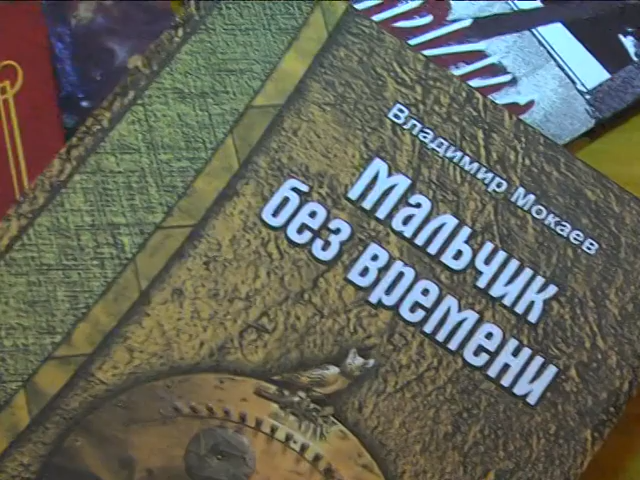 Владимир Мокаев
Мальчик
без времени